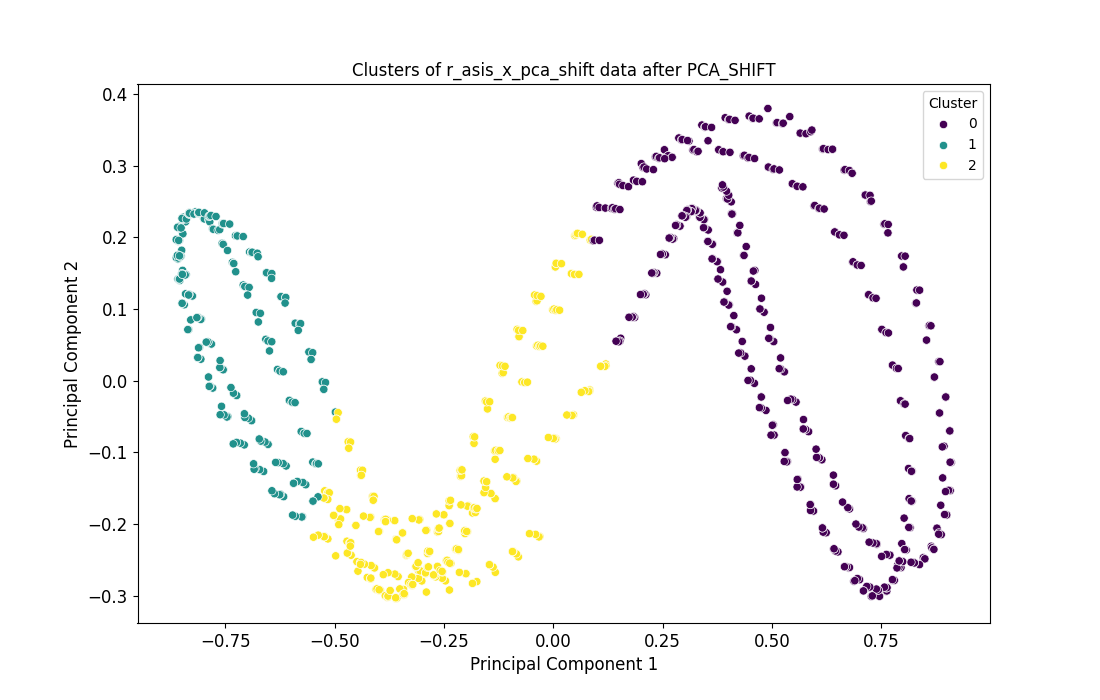 Clusters of r_asis_x_pca_shift data after PCA_SHIFT
Cluster
0
1
2
0.4
0.3
0.2
0.1
0.0
−0.1
−0.2
−0.3
Principal Component 2
−0.75 −0.50 −0.25 0.00 0.25 0.50 0.75
Principal Component 1